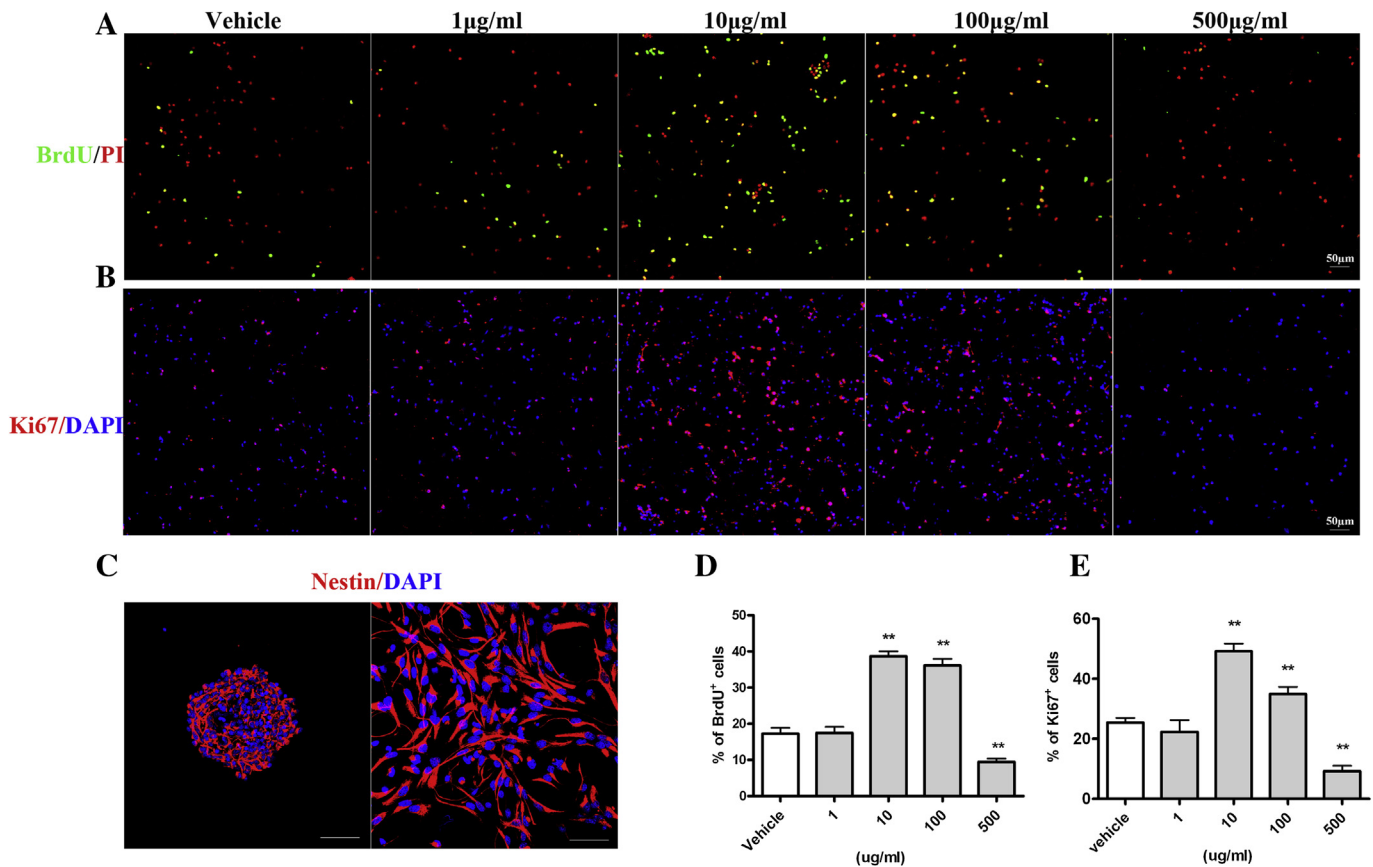 A
Vehicle
1μg/ml
10μg/ml
100μg/ml
500μg/ml
BrdU/PI
50μm
B
Ki67/DAPI
50μm
C
Nestin/DAPI
D
% of BrdU+ cells
50
40
30
20
10
0
**
**
**
Vehicle
1
10
100
500
(ug/ml)
E
% of Ki67+ cells
60
40
20
0
**
**
**
vehicle
1
10
100
500
(ug/ml)